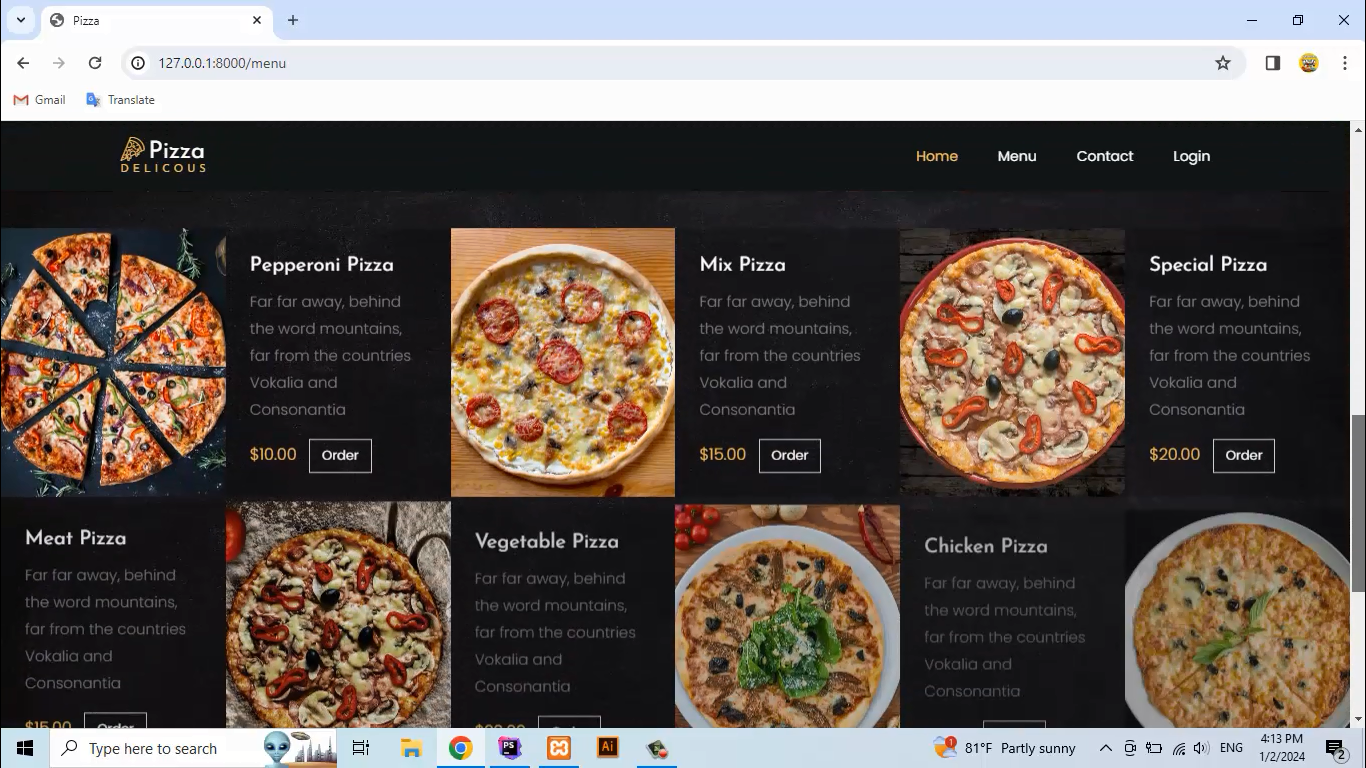 Pizza
127.0.0.1:8000/menu
Gmail
Translate
Pizza
DELICOUS
Home
Menu
Contact
Login
Pepperoni Pizza
Far far away, behind
the word mountains,
far from the countries
Vokalia and
Consonantia
$10.00
Order
Mix Pizza
Far far away, behind
the word mountains,
far from the countries
Vokalia and
Consonantia
$15.00
Order
Special Pizza
Far far away, behind
the word mountains,
far from the countries
Vokalia and
Consonantia
$20.00
Order
Meat Pizza
Far far away, behind
the word mountains,
far from the countries
Vokalia and
Consonantia
$15.00
Order
Vegetable Pizza
Far far away, behind
the word mountains,
far from the countries
Vokalia and
Consonantia
Chicken Pizza
Far far away, behind
the word mountains,
far from the countries
Vokalia and
Consonantia
Type here to search
PS
Ai
1
81°F Partly sunny
ENG
4:13 PM
1/2/2024
2